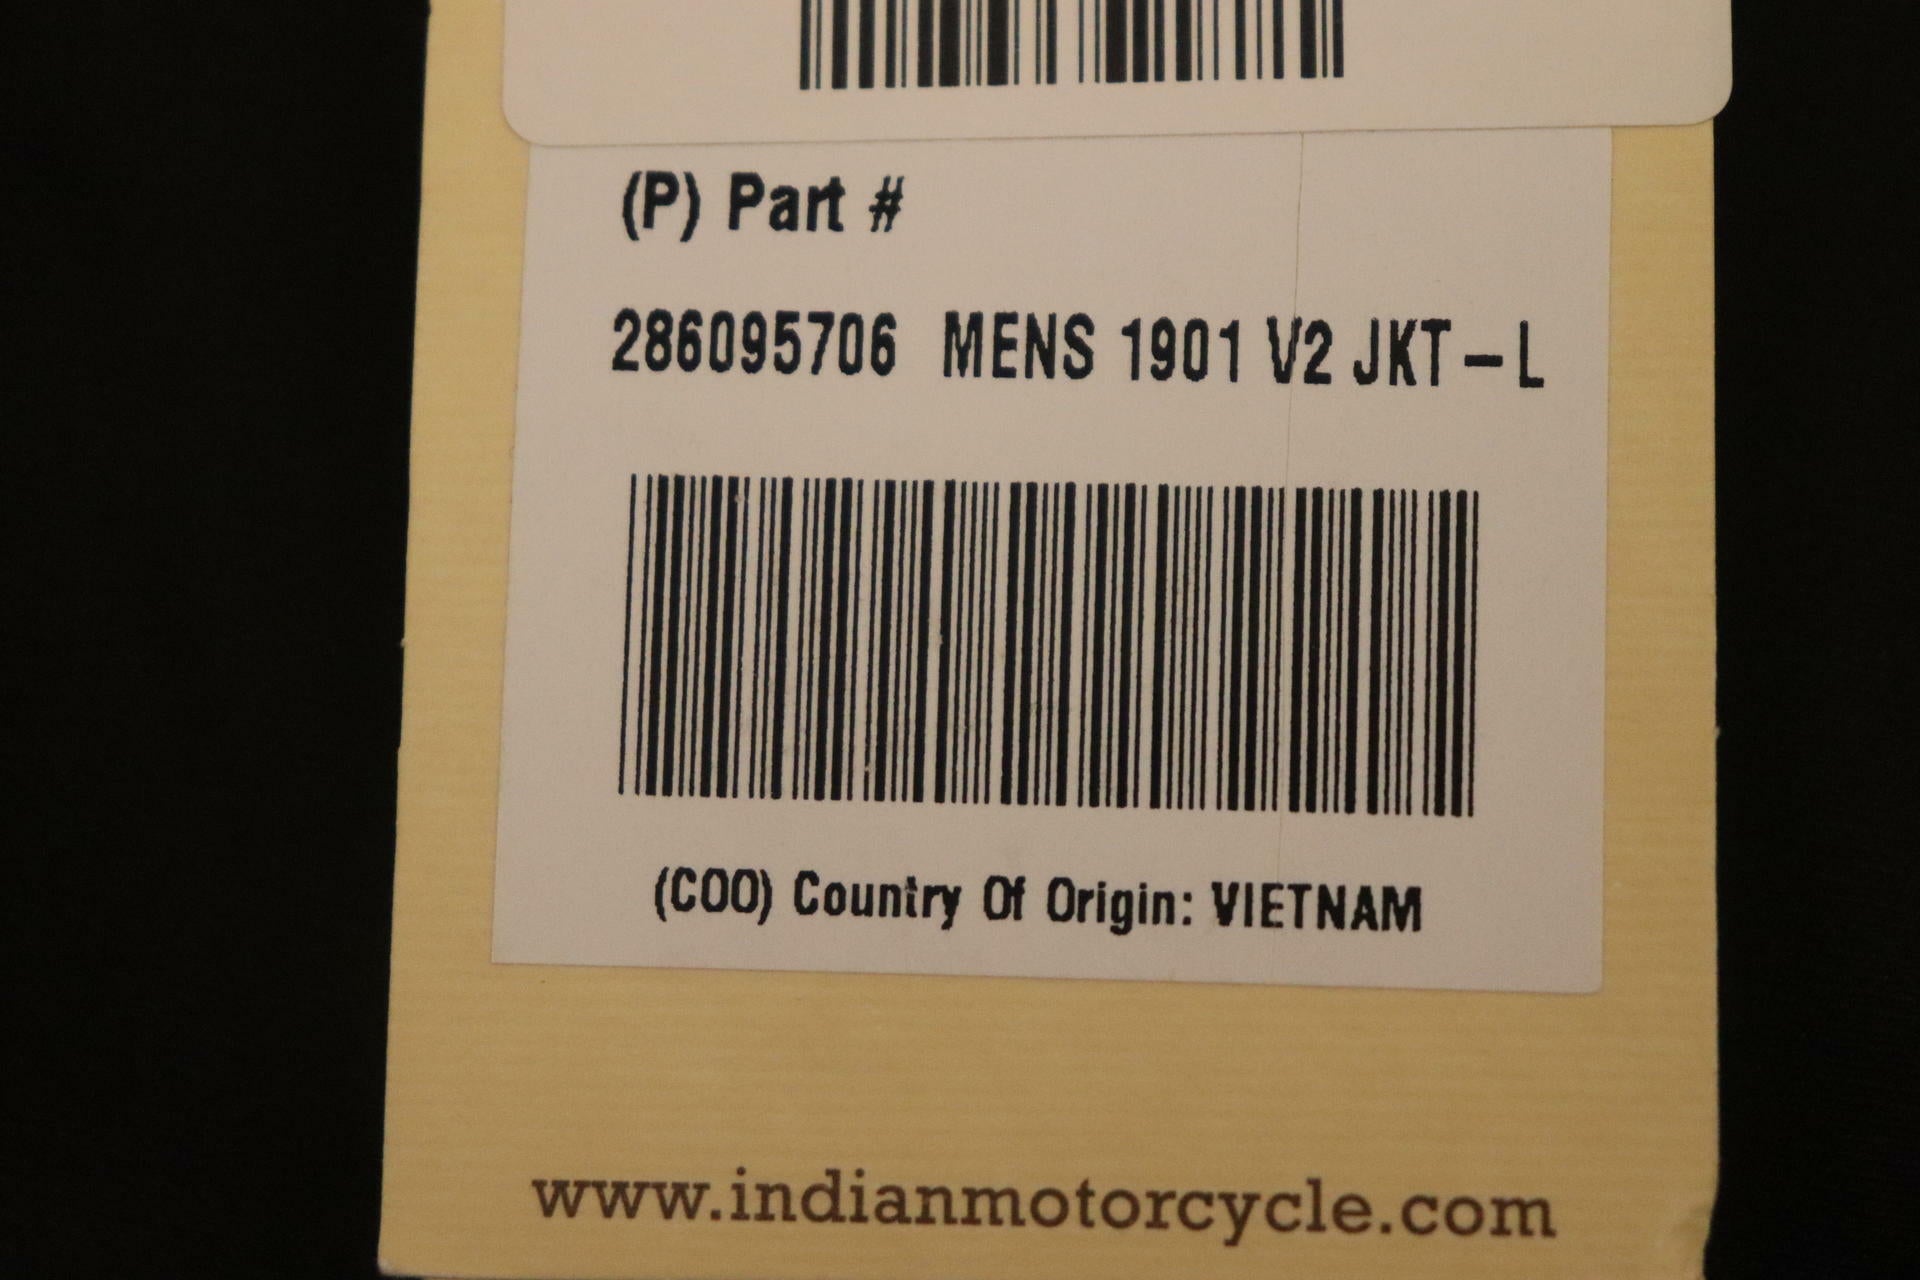 (P) Part #
286095706 MENS 1901 V2 JKT - L
(COO) Country Of Origin: VIETNAM
www.indianmotorcycle.com